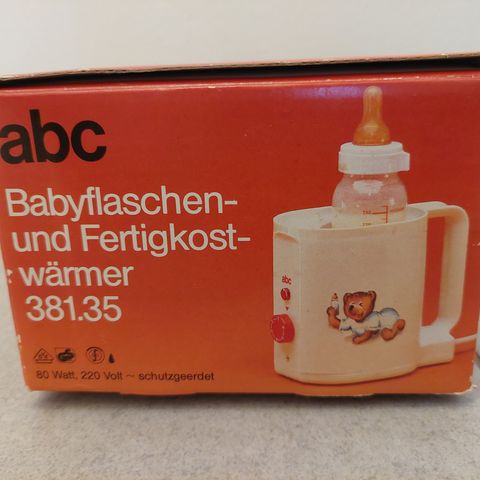 abc
Babyflaschen-
und Fertigkost-
wärmer
381.35
80 Watt, 220 Volt ~ schutzgeerdet
abc